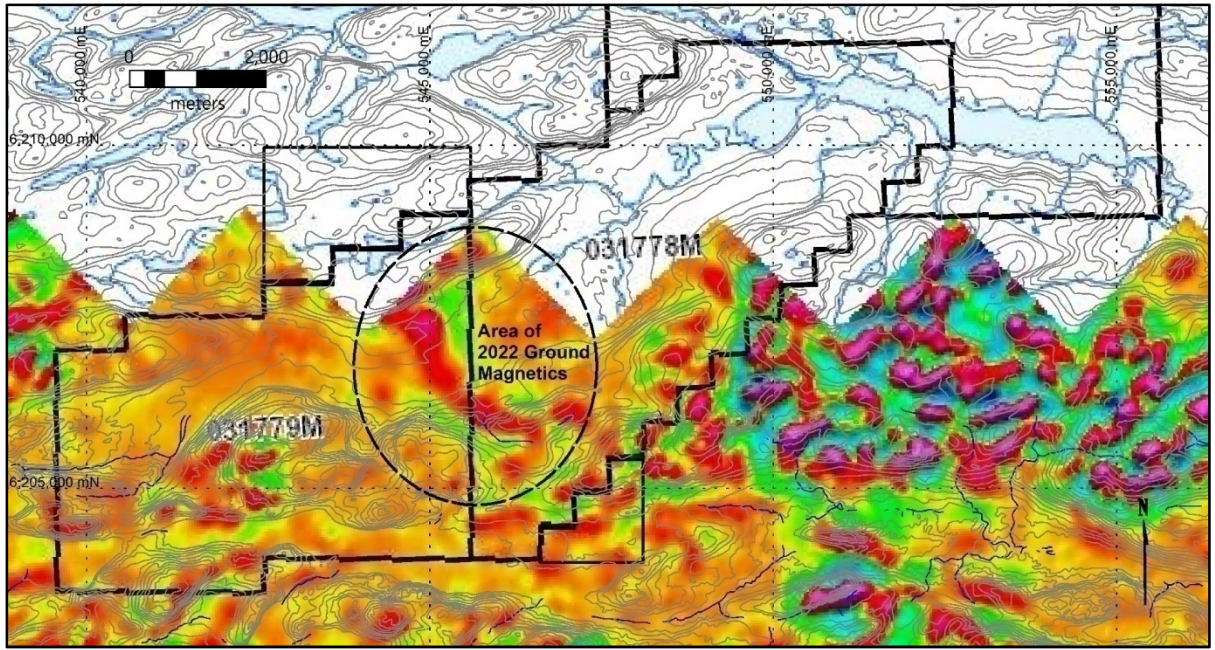 0 2,000
meters
540,000 mE
545,000 mE
550,000 mE
555,000 mE
6,210,000 mN
031778M
Area of
2022 Ground
Magnetics
031779M
6,205,000 mN
N